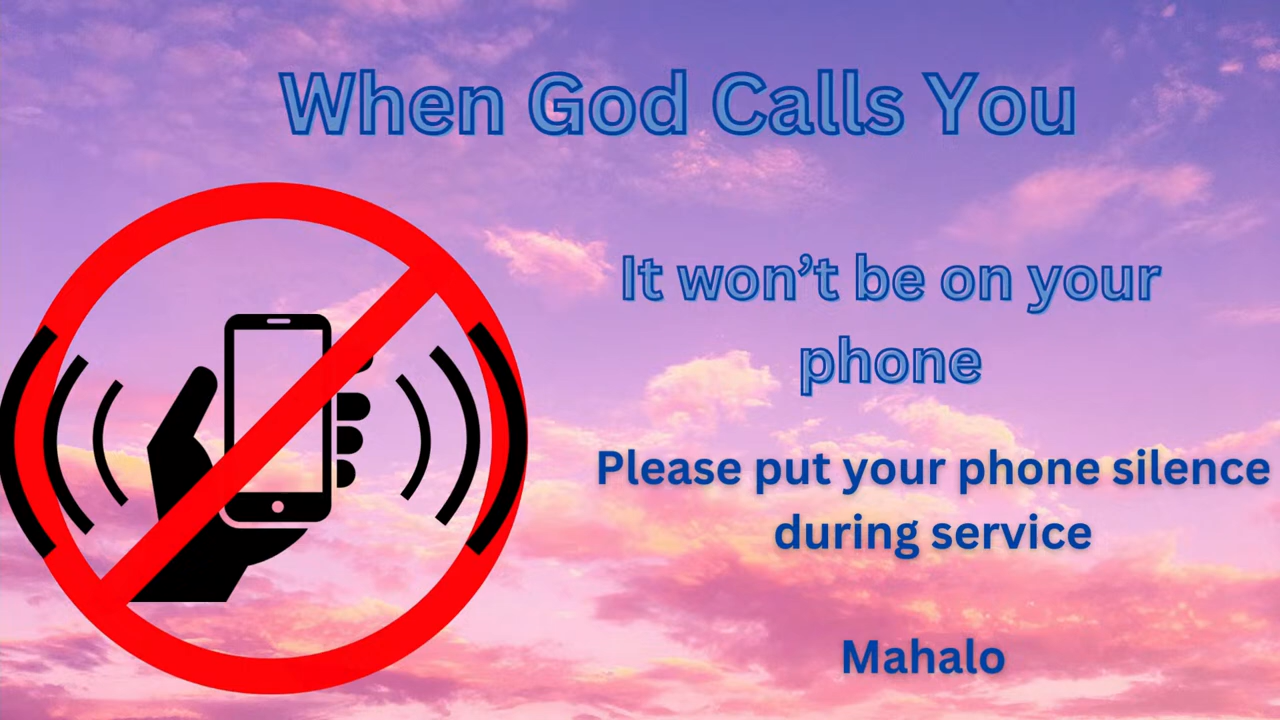 When God Calls You
It won’t be on your
phone
Please put your phone silence
during service
Mahalo